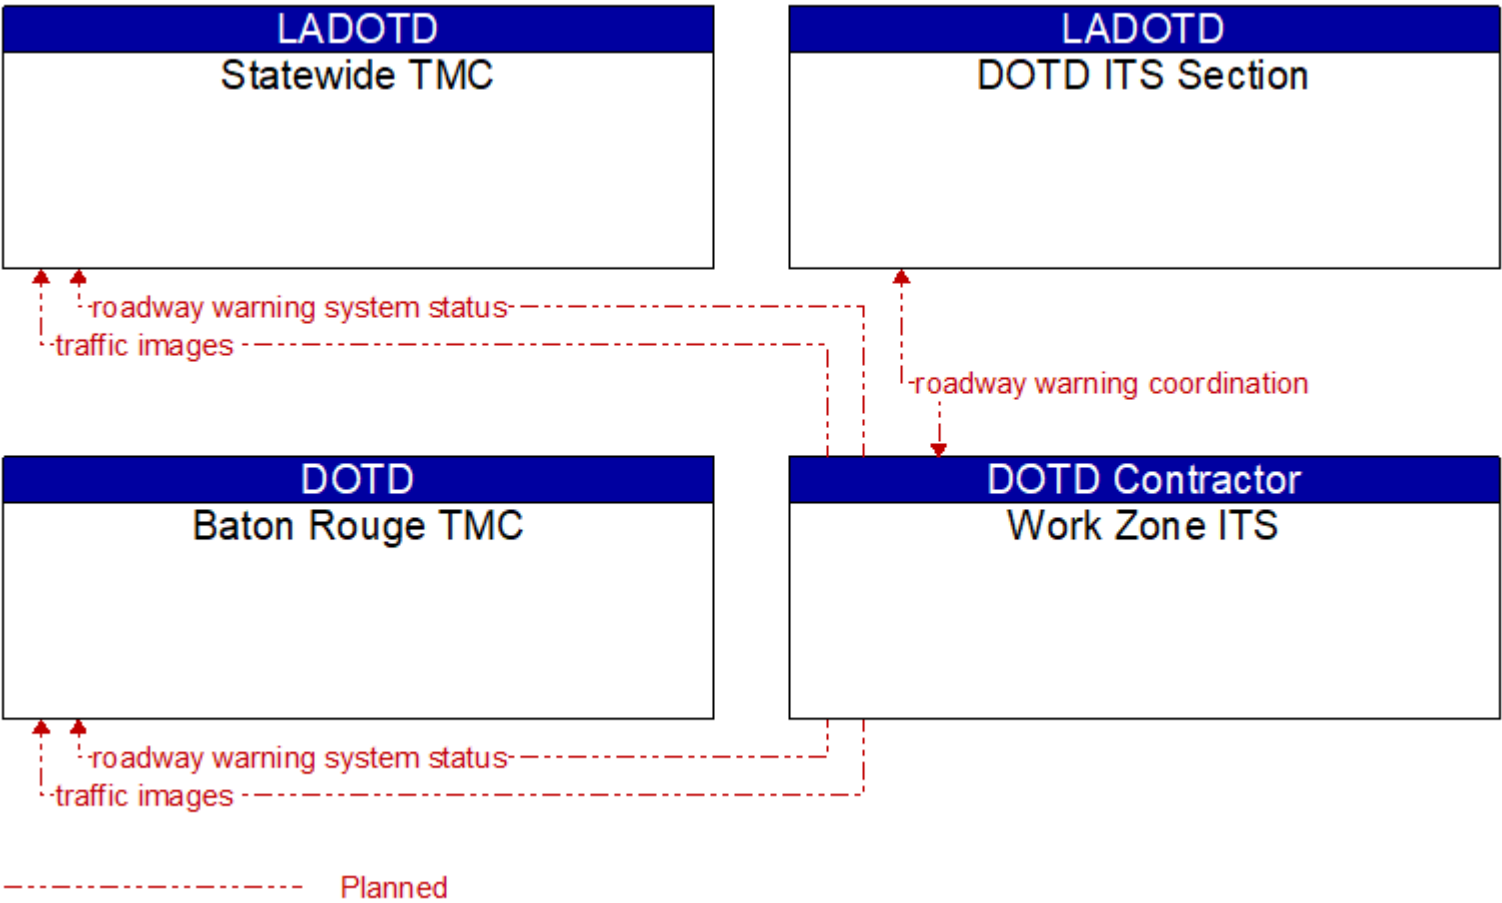 LADOTD
Statewide TMC
LADOTD
DOTD ITS Section
roadway warning system status
traffic images
roadway warning coordination
DOTD
Baton Rouge TMC
DOTD Contractor
Work Zone ITS
roadway warning system status
traffic images
Planned